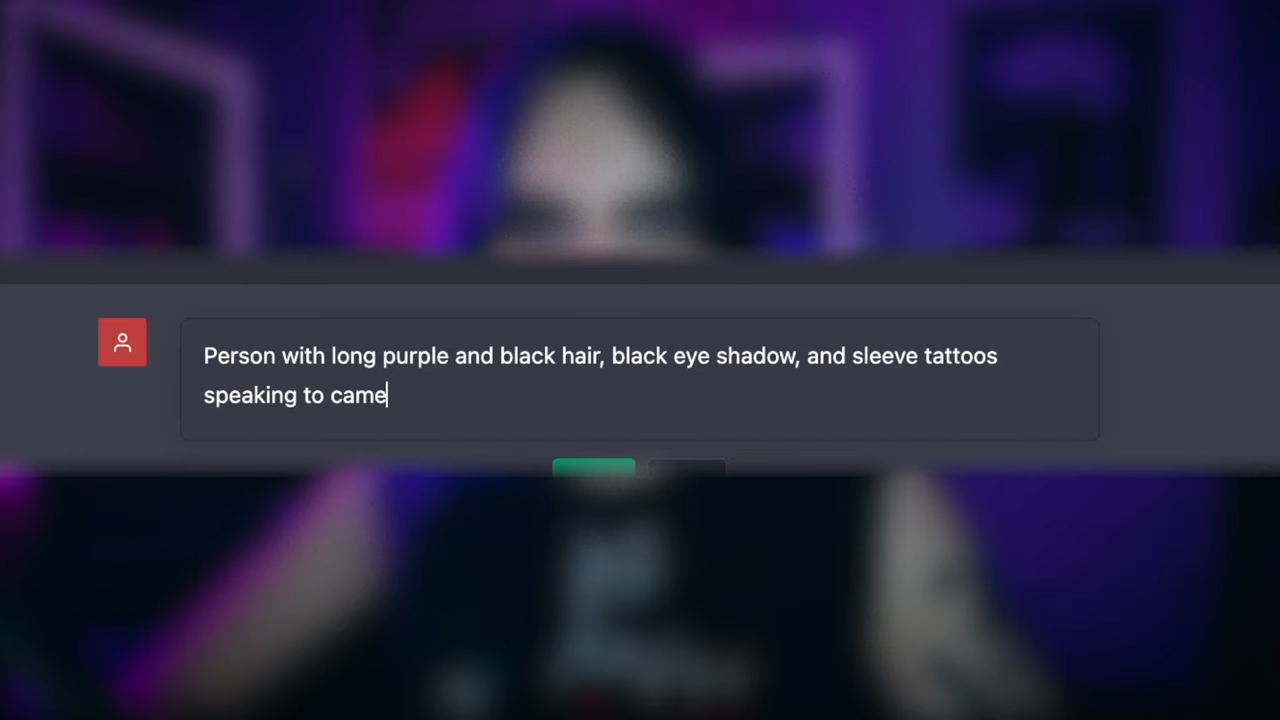 Person with long purple and black hair, black eye shadow, and sleeve tattoos
speaking to came